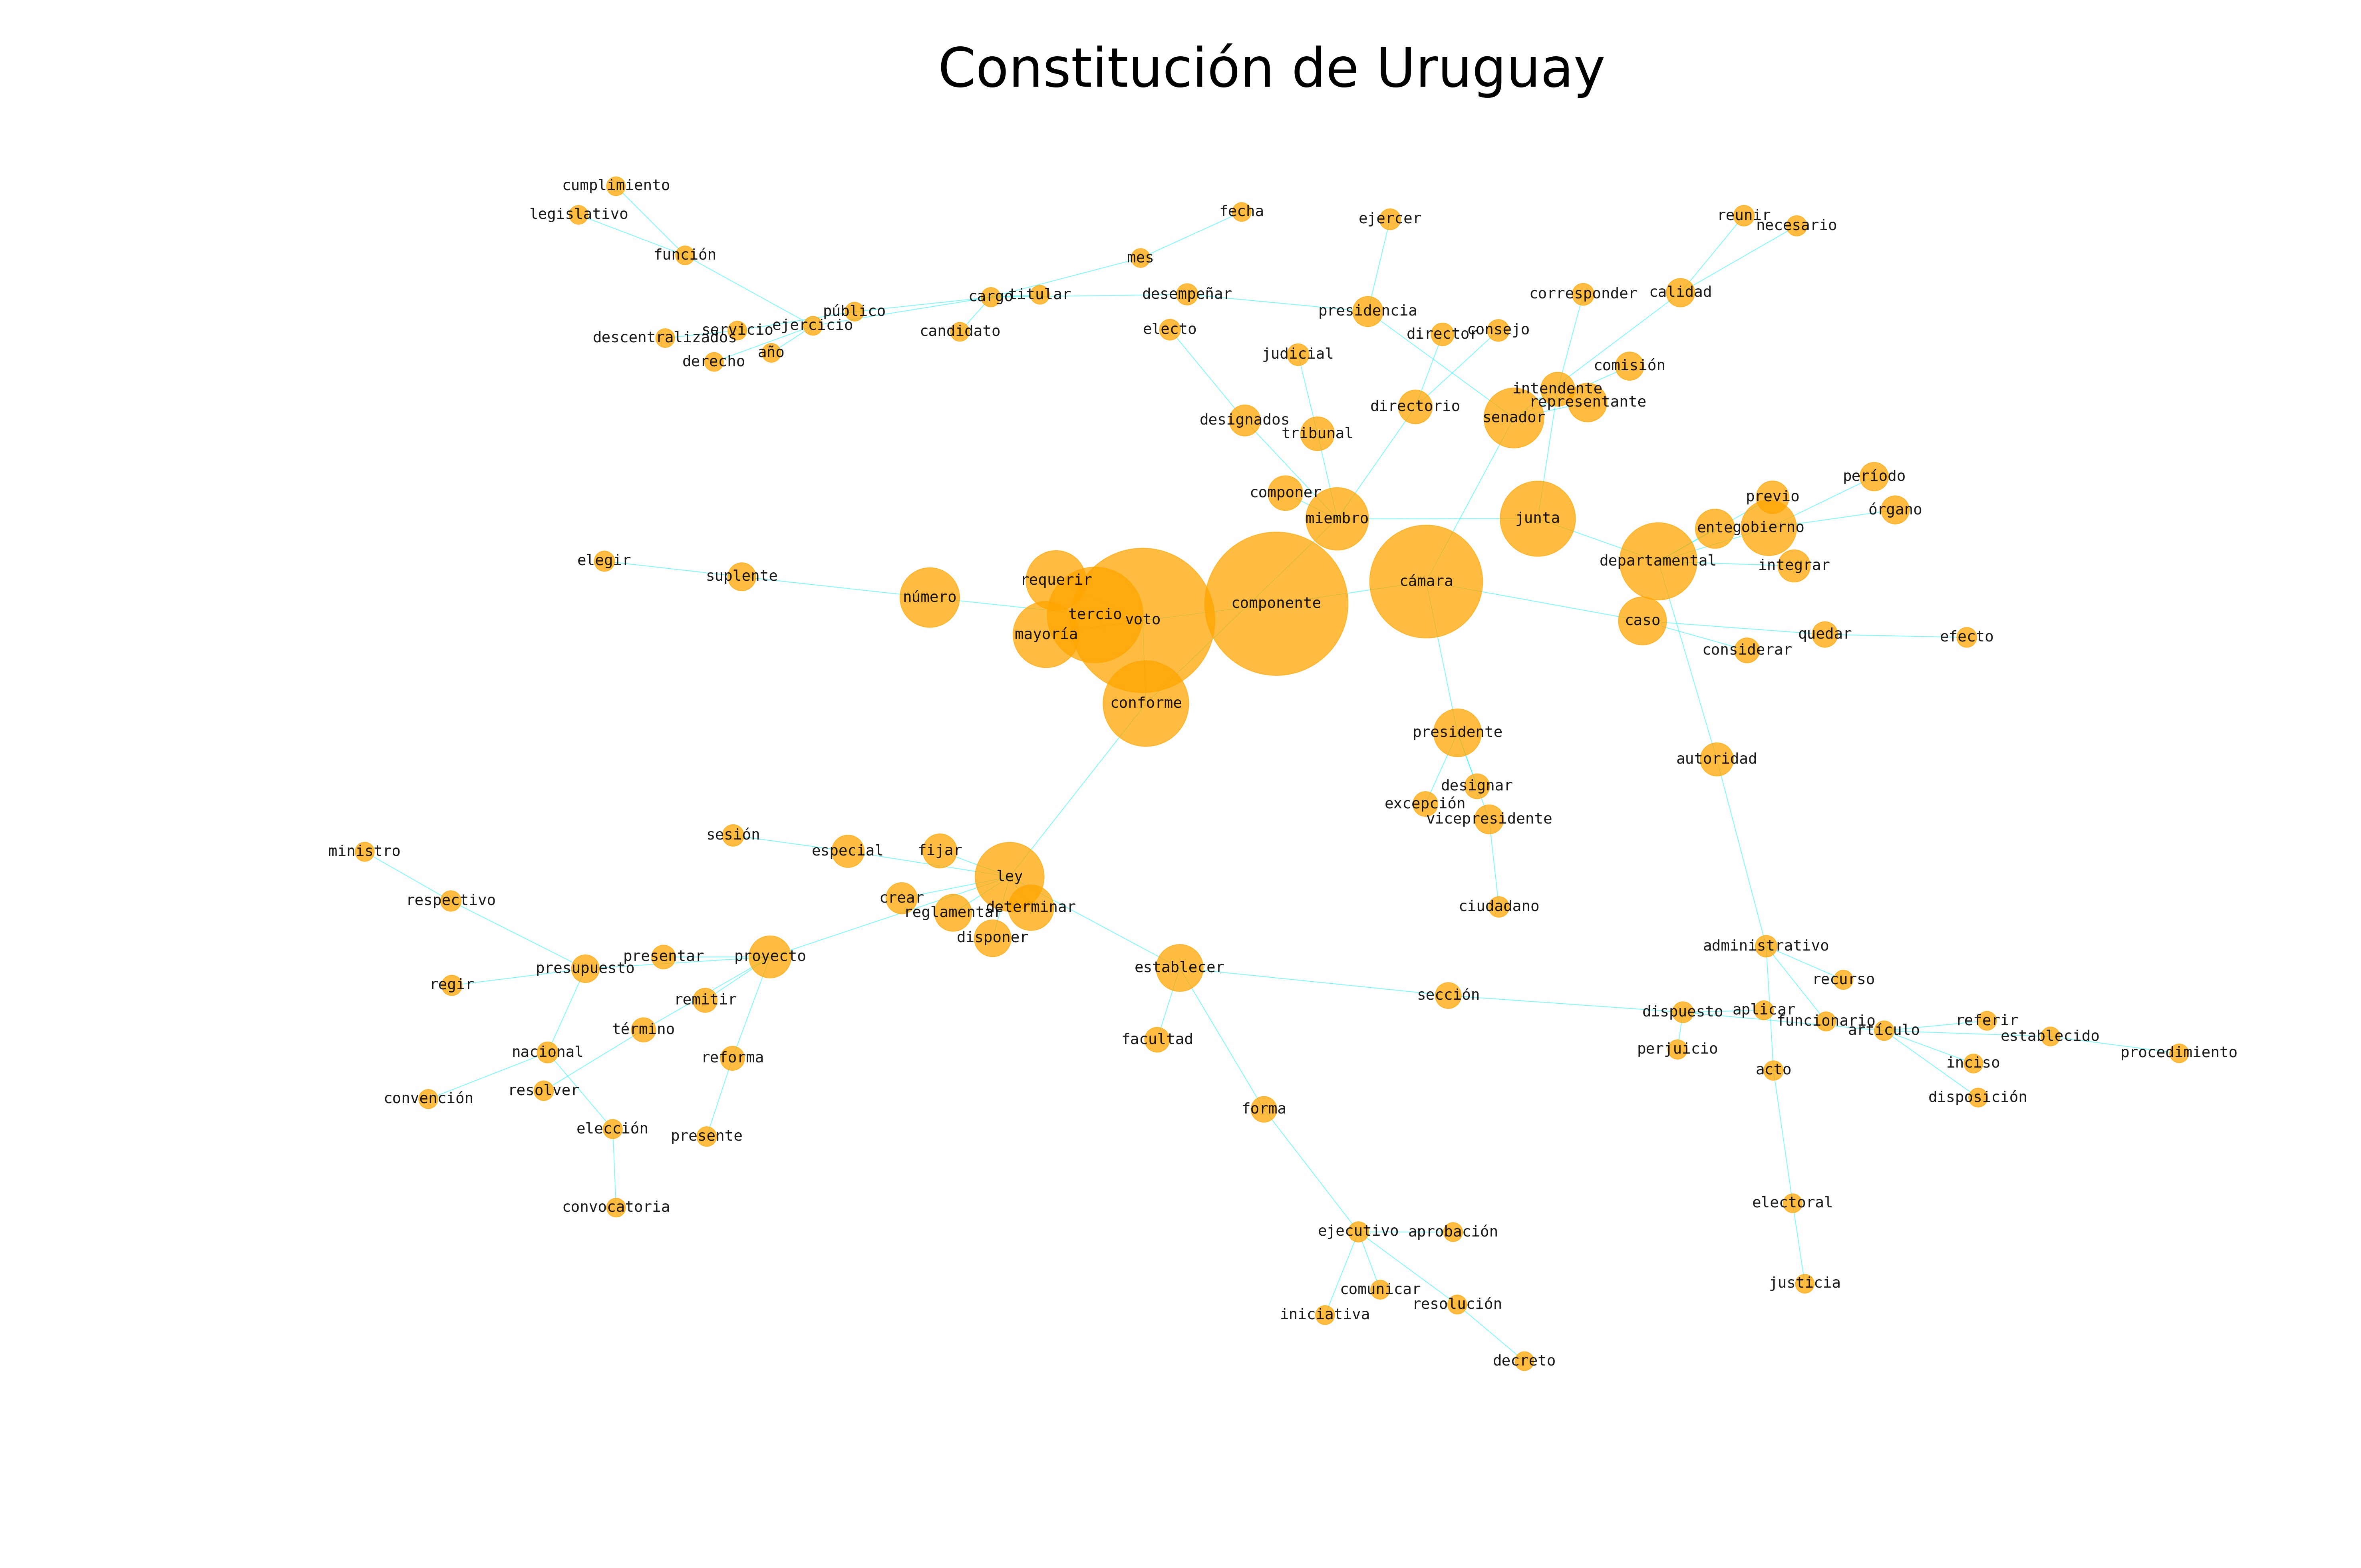 Constitución de Uruguay
cumplimiento
legislativo
fecha
ejercer
reunir
necesario
función
mes
cargo
titular
desempeñar
corresponder
calidad
público
presidencia
servicio
ejercicio
descentralizados
candidato
electo
director
consejo
derecho
año
judicial
comisión
intendente
representante
directorio
designados
senador
tribunal
período
componer
previo
órgano
miembro
junta
ente
gobierno
elegir
departamental
integrar
suplente
requerir
cámara
número
componente
tercio
voto
caso
mayoría
quedar
efecto
considerar
conforme
presidente
autoridad
designar
excepción
vicepresidente
sesión
ministro
especial
fijar
ley
respectivo
crear
reglamentar
determinar
ciudadano
disponer
administrativo
presentar
proyecto
presupuesto
establecer
recurso
regir
remitir
sección
dispuesto
aplicar
funcionario
artículo
referir
término
facultad
establecido
perjuicio
nacional
reforma
procedimiento
inciso
acto
resolver
convención
disposición
forma
elección
presente
convocatoria
electoral
ejecutivo
aprobación
justicia
comunicar
resolución
iniciativa
decreto